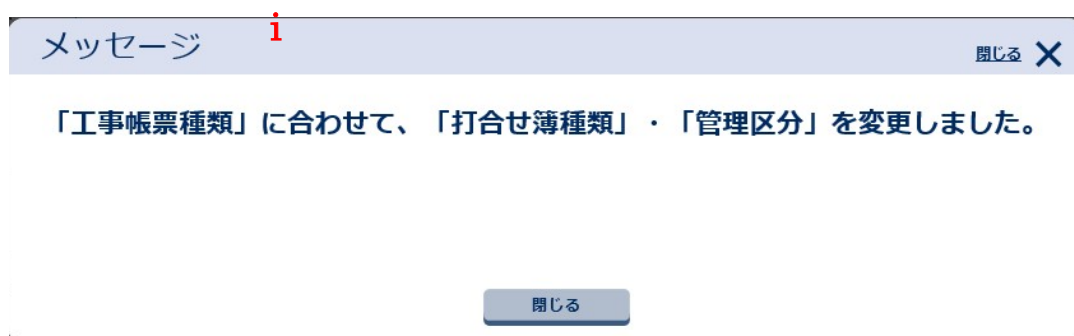 i
メッセージ
閉じる ×
「工事帳票種類」に合わせて、「打合せ簿種類」・「管理区分」を変更しました。
閉じる